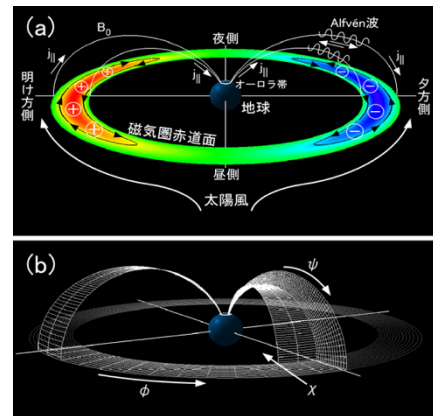 (a)
B₀
夜側
Alfvén波
j∥
j∥
j∥
j∥
オーロラ帯
地球
明け方側
夕方側
磁気圏赤道面
昼側
太陽風
(b)
ψ
ϕ
χ